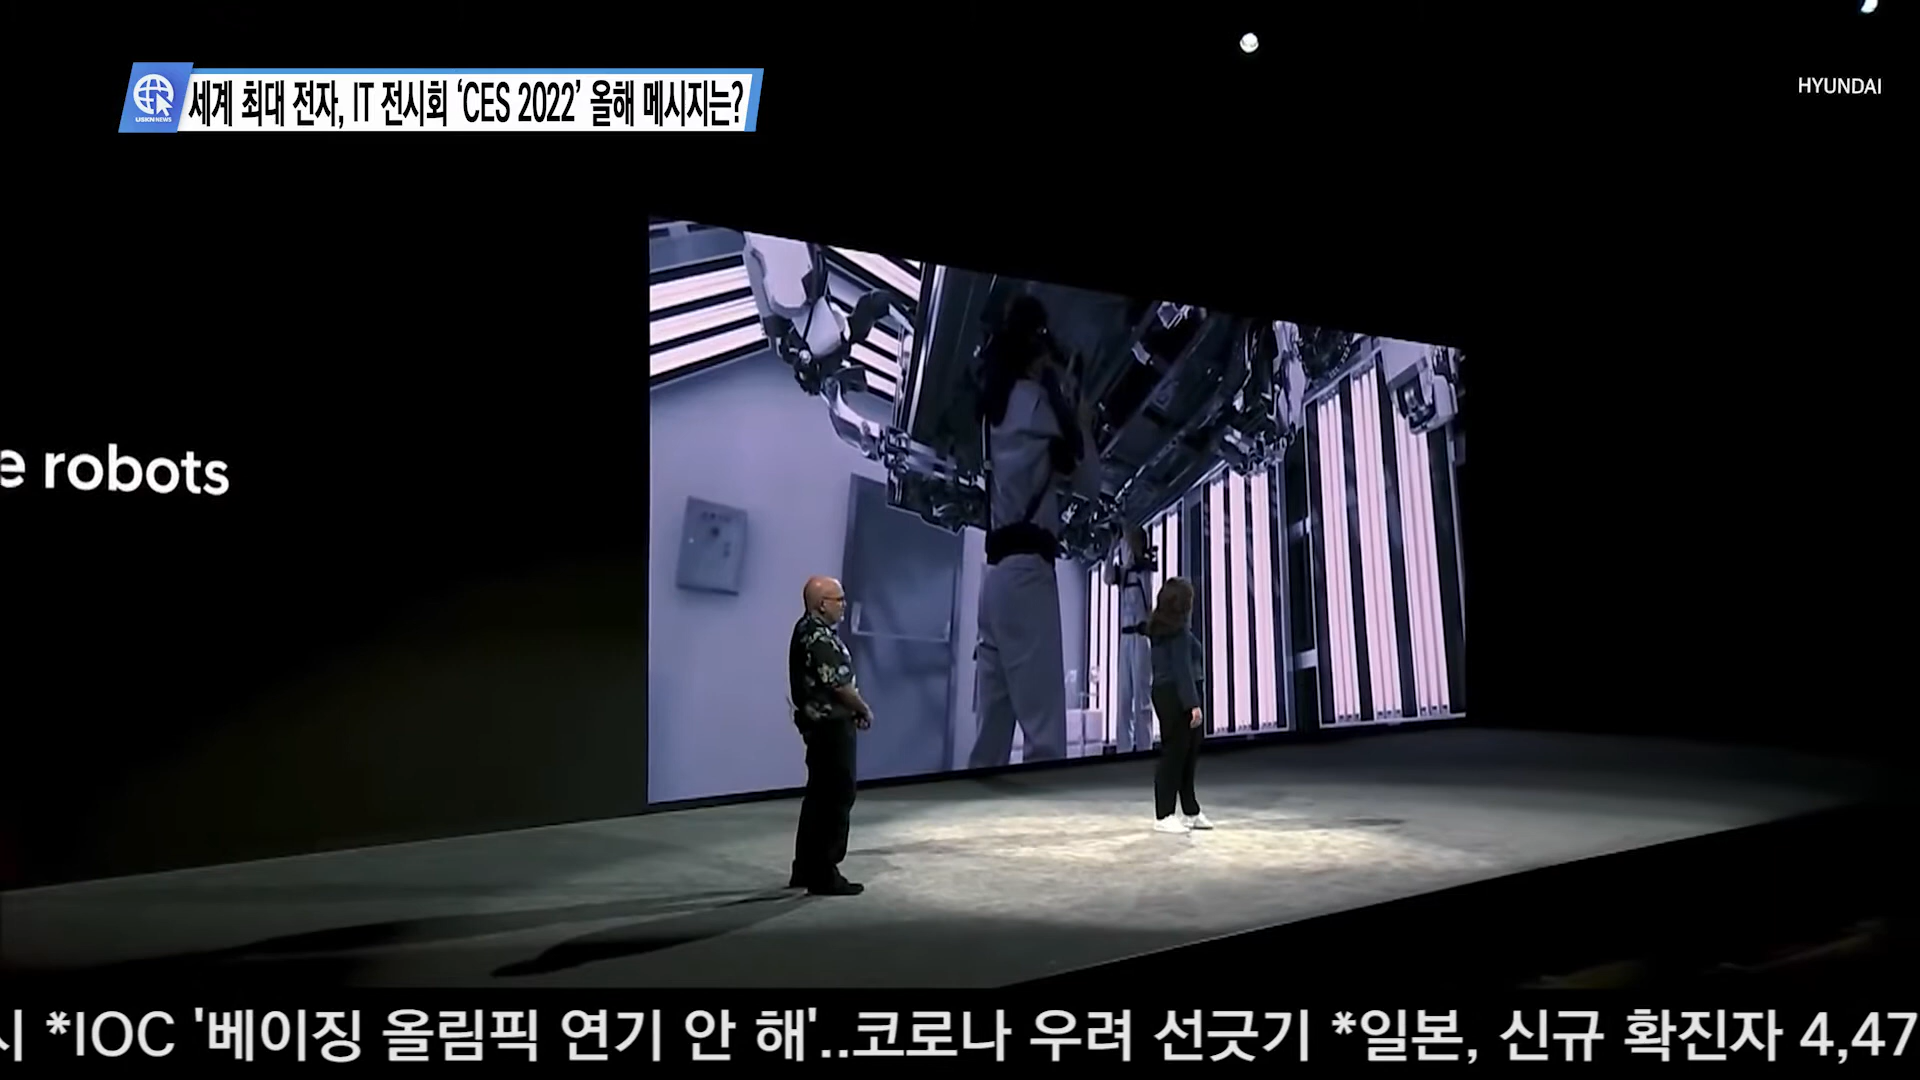 HYUNDAI
세계 최대 전자, IT 전시회 ‘CES 2022’ 올해 메시지는?
USKN NEWS
e robots
시 *IOC '베이징 올림픽 연기 안 해'..코로나 우려 선긋기 *일본, 신규 확진자 4,47